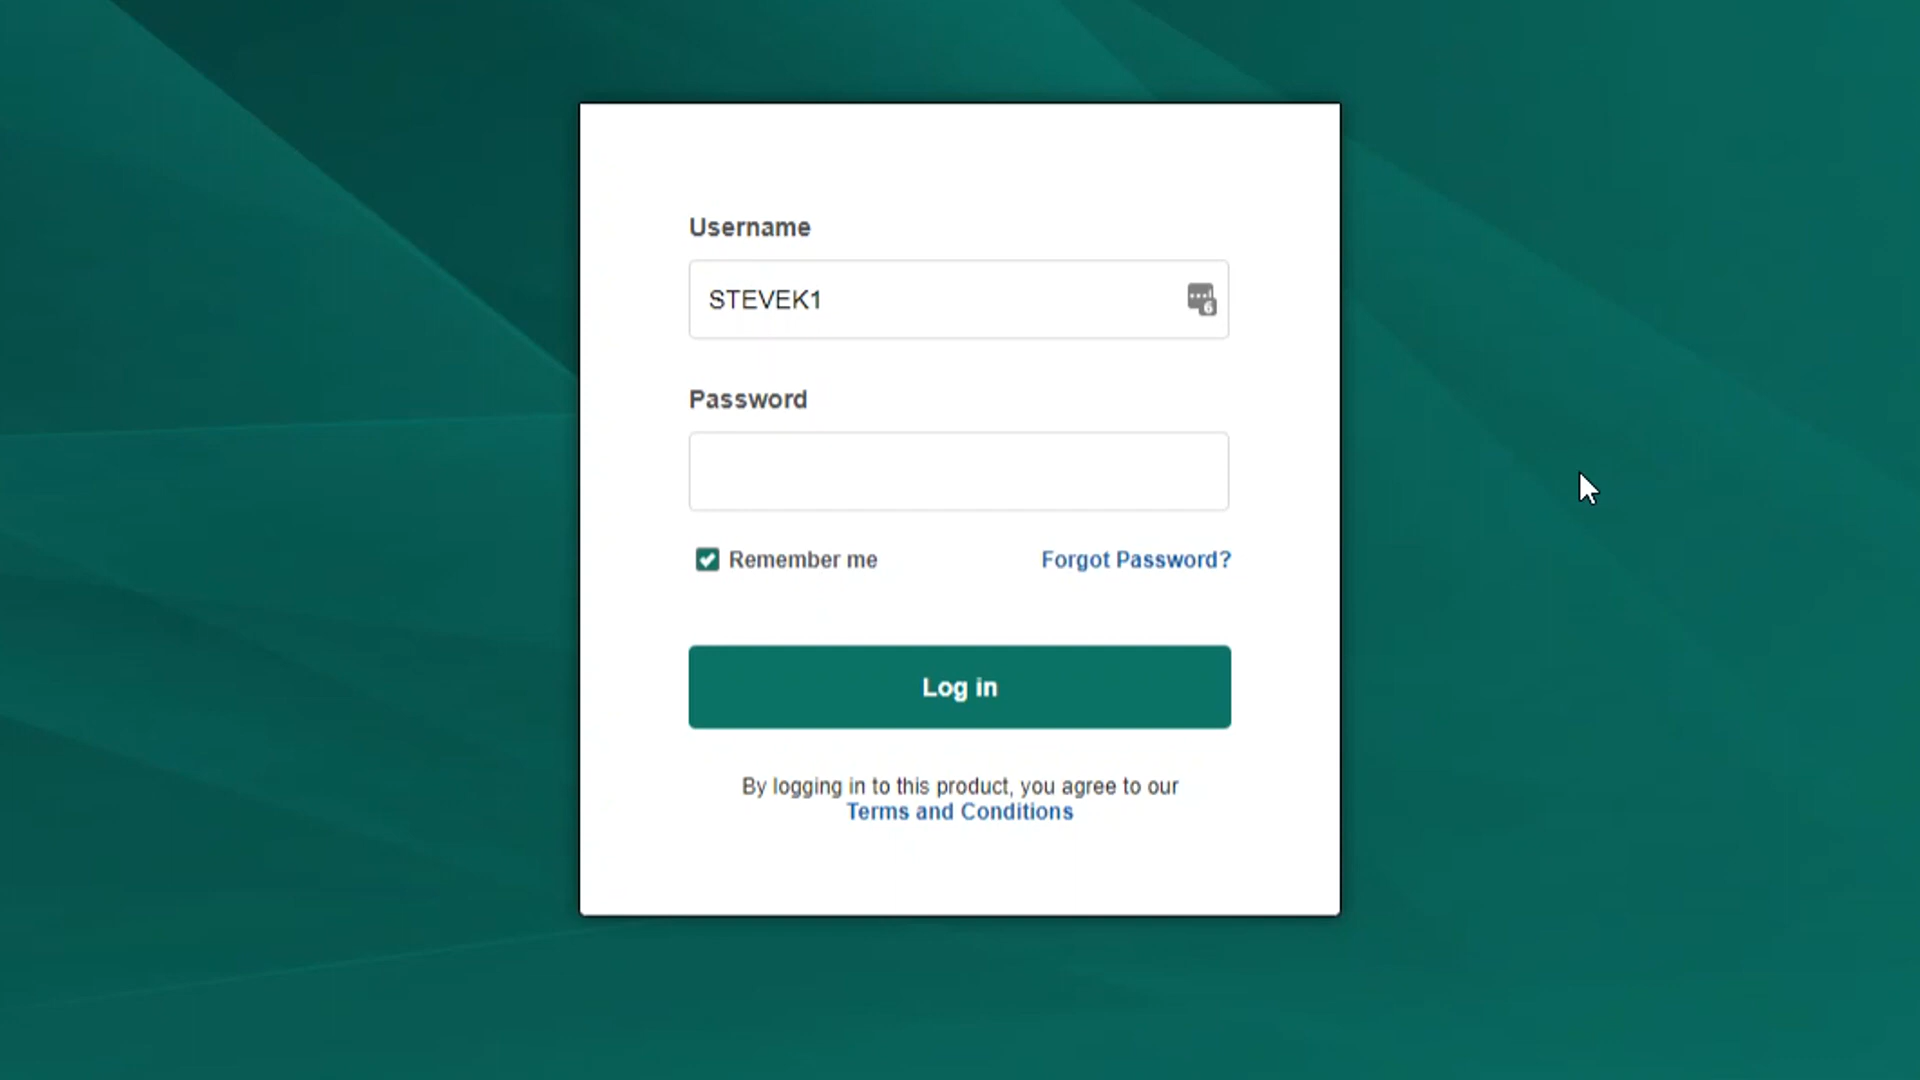 Username
STEVEK1
6
Password
Remember me
Forgot Password?
Log in
By logging in to this product, you agree to our
Terms and Conditions